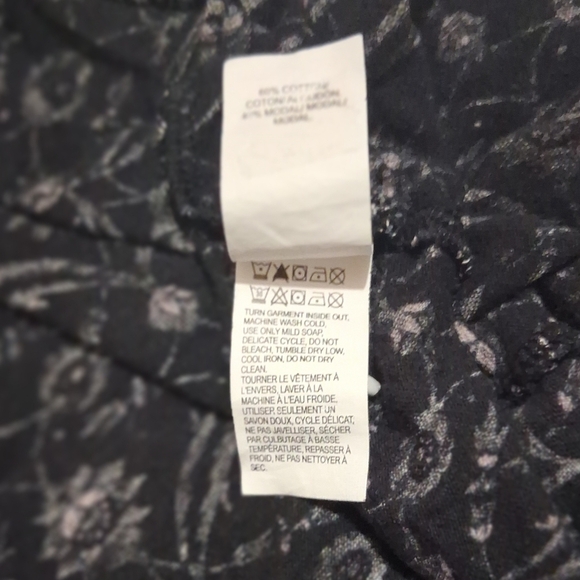 60% COTTON/
COTON/ALGODÓN
40% MODAL/ MODAL/
MODAL
TURN GARMENT INSIDE OUT,
MACHINE WASH COLD,
USE ONLY MILD SOAP,
DELICATE CYCLE, DO NOT
BLEACH, TUMBLE DRY LOW,
COOL IRON, DO NOT DRY
CLEAN.
TOURNER LE VÊTEMENT À
L'ENVERS, LAVER À LA
MACHINE À L'EAU FROIDE,
UTILISER SEULEMENT UN
SAVON DOUX, CYCLE DÉLICAT,
NE PAS JAVELLISER, SÉCHER
PAR CULBUTAGE À BASSE
TEMPÉRATURE, REPASSER À
FROID, NE PAS NETTOYER À
SEC.